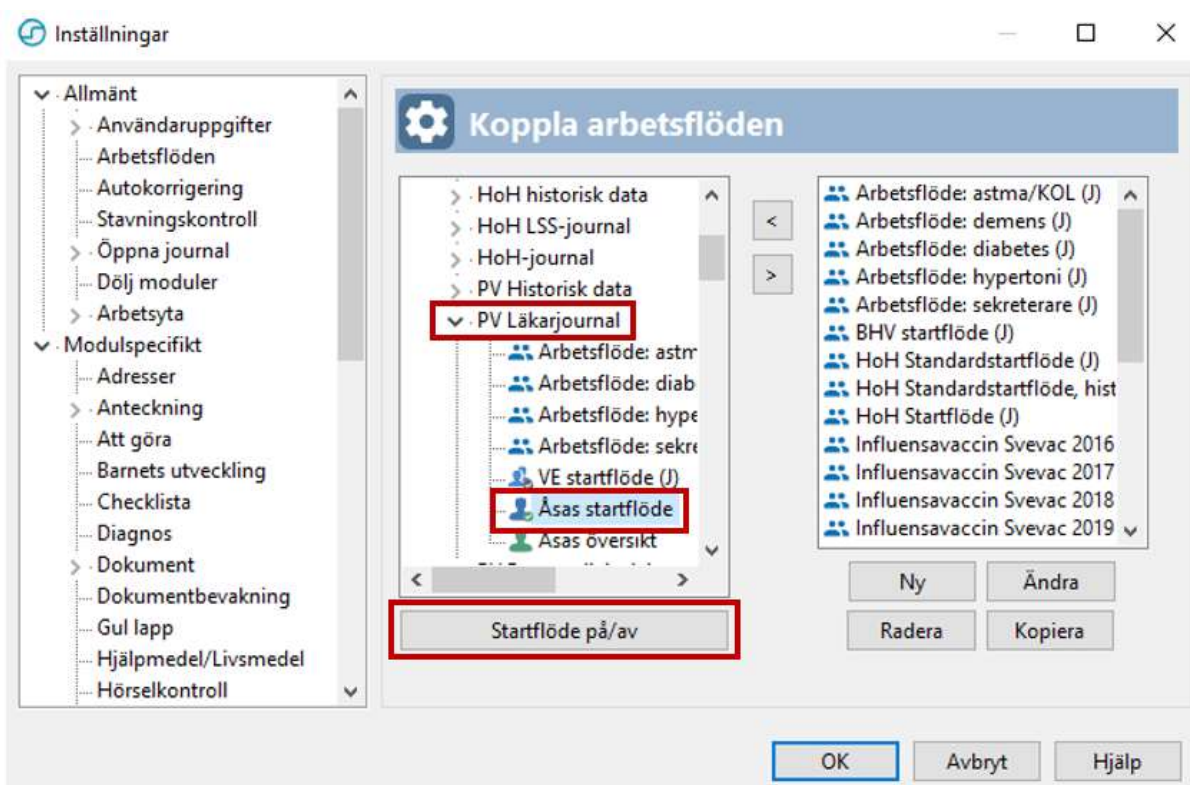 Inställningar
Allmänt
Användaruppgifter
Arbetsflöden
Autokorrigering
Stavningskontroll
Öppna journal
Dölj moduler
Arbetsyta
Modulspecifikt
Adresser
Anteckning
Att göra
Barnets utveckling
Checklista
Diagnos
Dokument
Dokumentbevakning
Gul lapp
Hjälpmedel/Livsmedel
Hörselkontroll
Koppla arbetsflöden
HoH historisk data
HoH LSS-journal
HoH-journal
PV Historisk data
PV Läkarjournal
Arbetsflöde: astm
Arbetsflöde: diab
Arbetsflöde: hype
Arbetsflöde: sekre
VE startflöde (J)
Åsas startflöde
Åsas översikt
Startflöde på/av
<
>
Arbetsflöde: astma/KOL (J)
Arbetsflöde: demens (J)
Arbetsflöde: diabetes (J)
Arbetsflöde: hypertoni (J)
Arbetsflöde: sekreterare (J)
BHV startflöde (J)
HoH Standardstartflöde (J)
HoH Standardstartflöde, hist
HoH Startflöde (J)
Influensavaccin Svevac 2016
Influensavaccin Svevac 2017
Influensavaccin Svevac 2018
Influensavaccin Svevac 2019
Ny Ändra
Radera Kopiera
OK Avbryt Hjälp